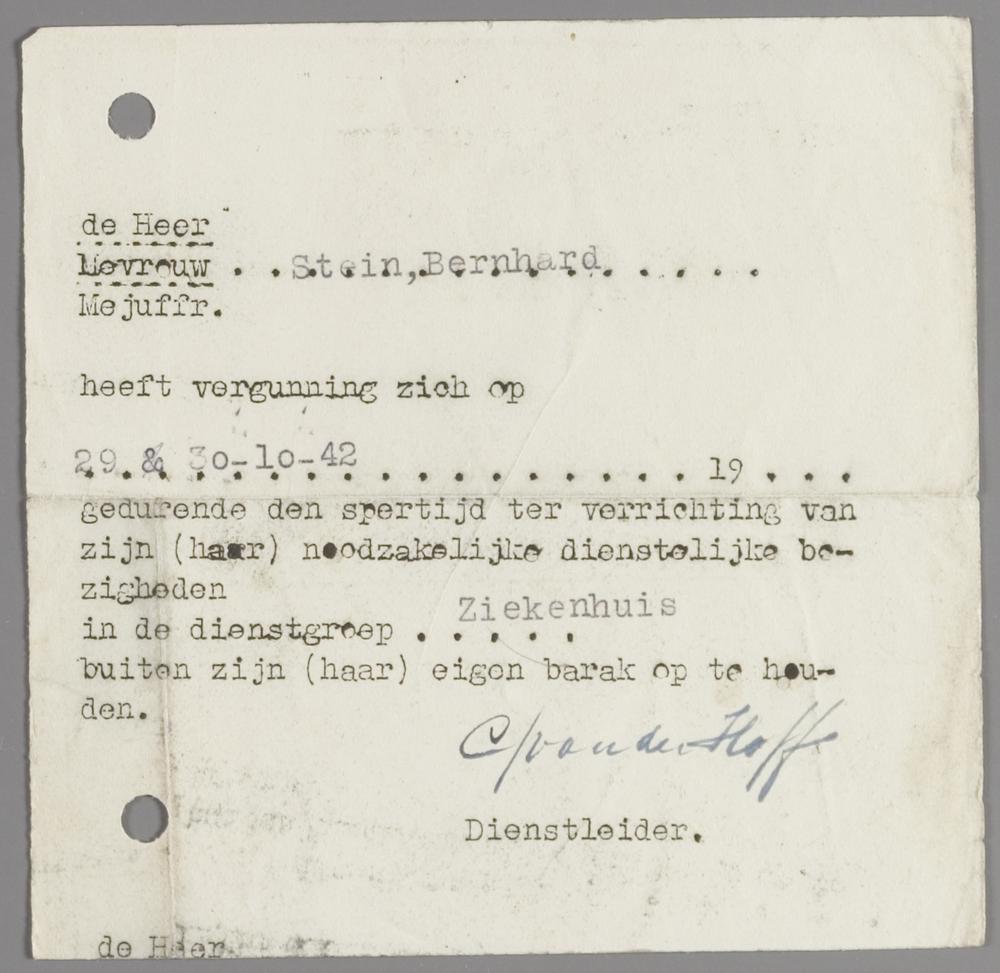 de Heer
Mevrouw . . Stein, Bernhard . . . . .
Mejuffr.
heeft vergunning zich op
29 & 30-10-42 . . . . . . . . . 19 . . .
gedurende den spertijd ter verrichting van
zijn (haar) noodzakelijke dienstelijke be-
zigheden
in de dienstgroep . . Ziekenhuis
buiten zijn (haar) eigen barak op te hou-
den.
C/vander Hoff
Dienstleider.
de Heer